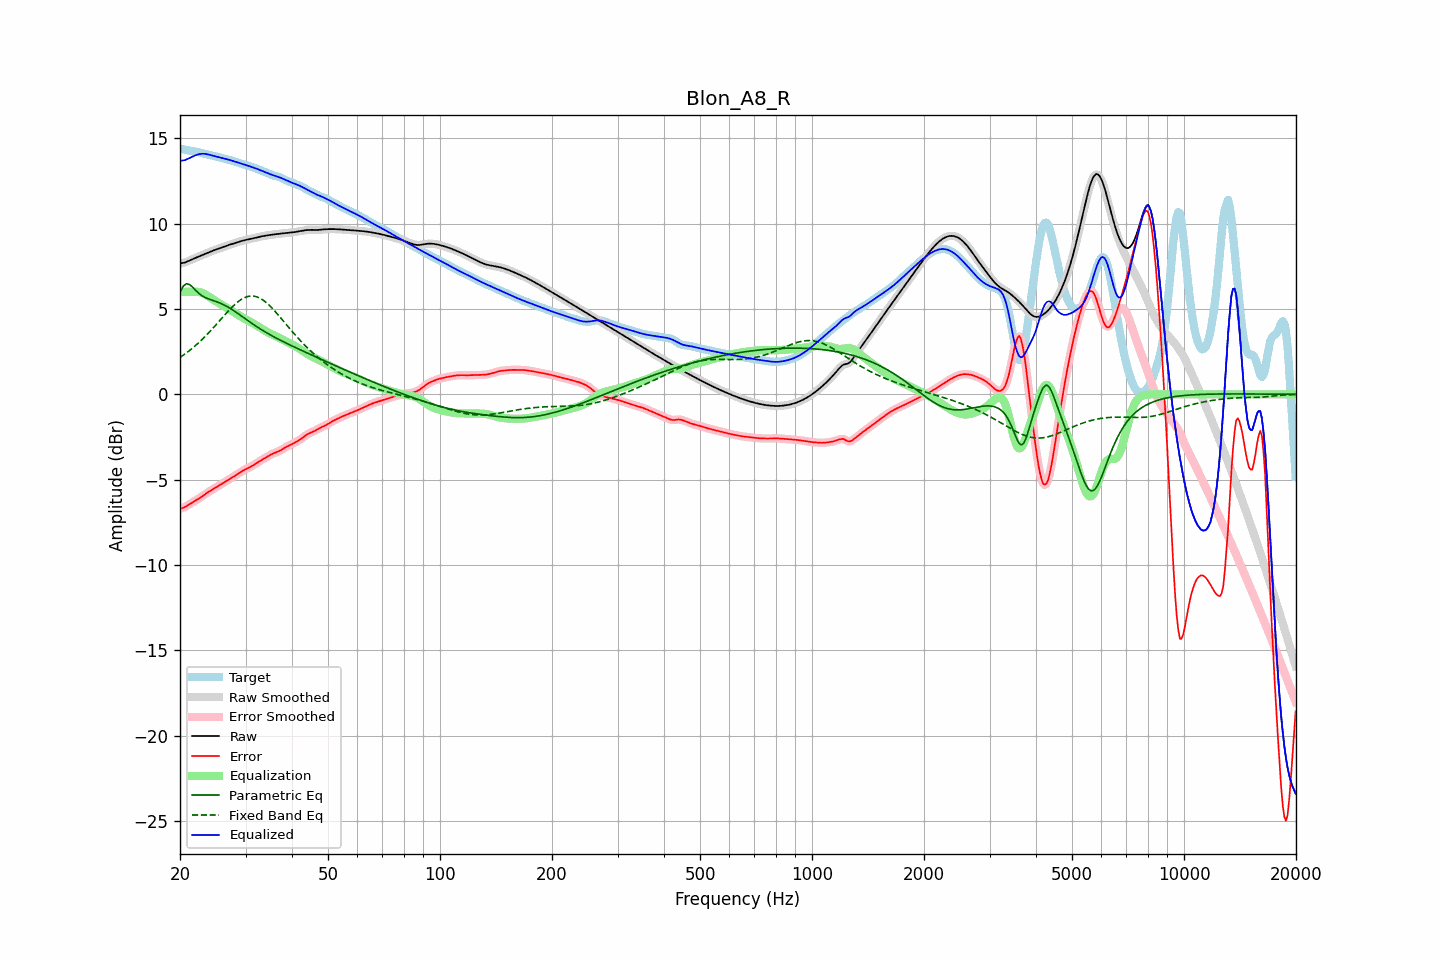 Blon_A8_R
15
10
5
0
−5
−10
−15
−20
−25
Amplitude (dBr)
Target
Raw Smoothed
Error Smoothed
Raw
Error
Equalization
Parametric Eq
Fixed Band Eq
Equalized
20 50 100 200 500 1000 2000 5000 10000 20000
Frequency (Hz)